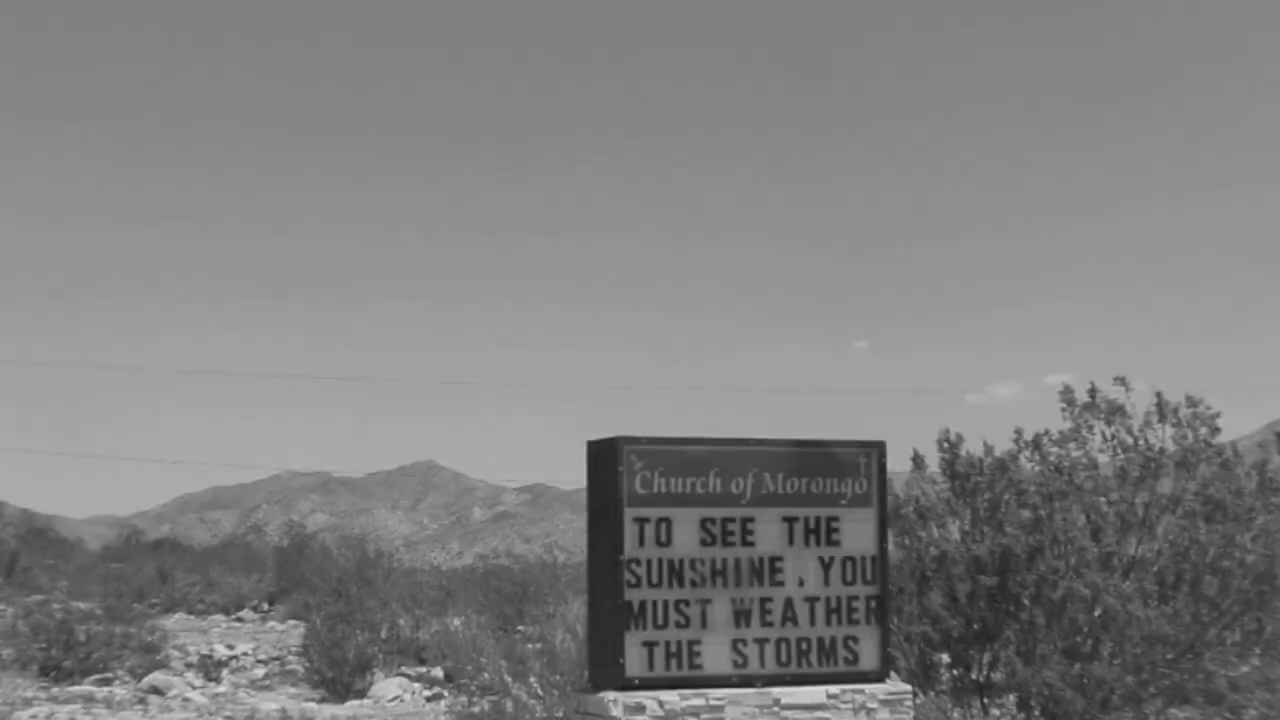 Church of Morongo
TO SEE THE
SUNSHINE, YOU
MUST WEATHER
THE STORMS